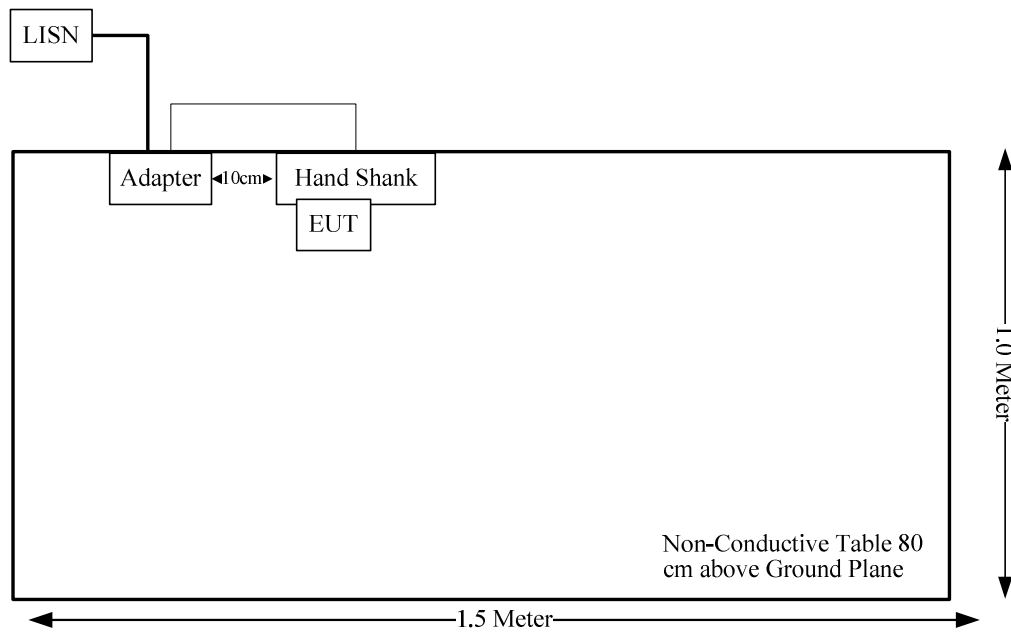 LISN
Adapter
10cm
Hand Shank
EUT
1.0 Meter
Non-Conductive Table 80
cm above Ground Plane
1.5 Meter